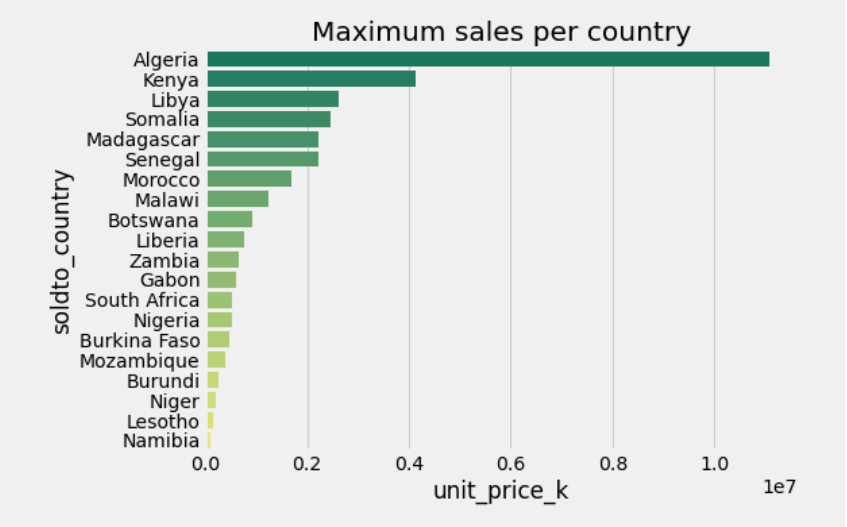 Maximum sales per country
Algeria
Kenya
Libya
Somalia
Madagascar
Senegal
Morocco
Malawi
Botswana
Liberia
Zambia
Gabon
South Africa
Nigeria
Burkina Faso
Mozambique
Burundi
Niger
Lesotho
Namibia
soldto_country
0.0 0.2 0.4 0.6 0.8 1.0
1e7
unit_price_k